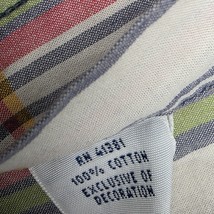 RN 41381
100% COTTON
EXCLUSIVE OF
DECORATION